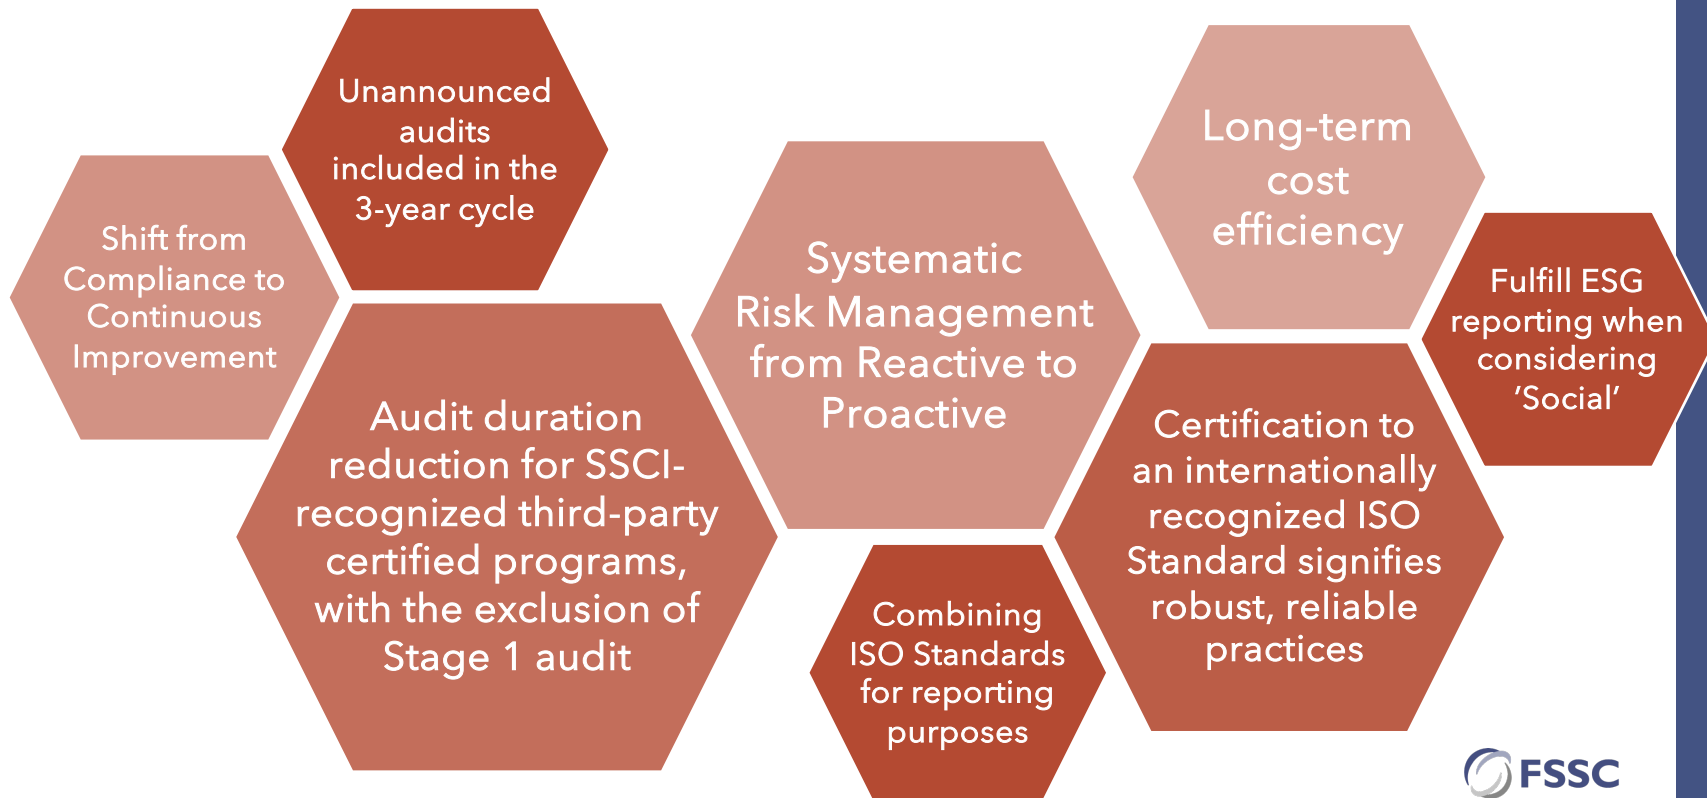 Unannounced
audits
included in the
3-year cycle
Shift from
Compliance to
Continuous
Improvement
Audit duration
reduction for SSCI-
recognized third-party
certified programs,
with the exclusion of
Stage 1 audit
Systematic
Risk Management
from Reactive to
Proactive
Combining
ISO Standards
for reporting
purposes
Long-term
cost
efficiency
Certification to
an internationally
recognized ISO
Standard signifies
robust, reliable
practices
Fulfill ESG
reporting when
considering
'Social'
FSSC